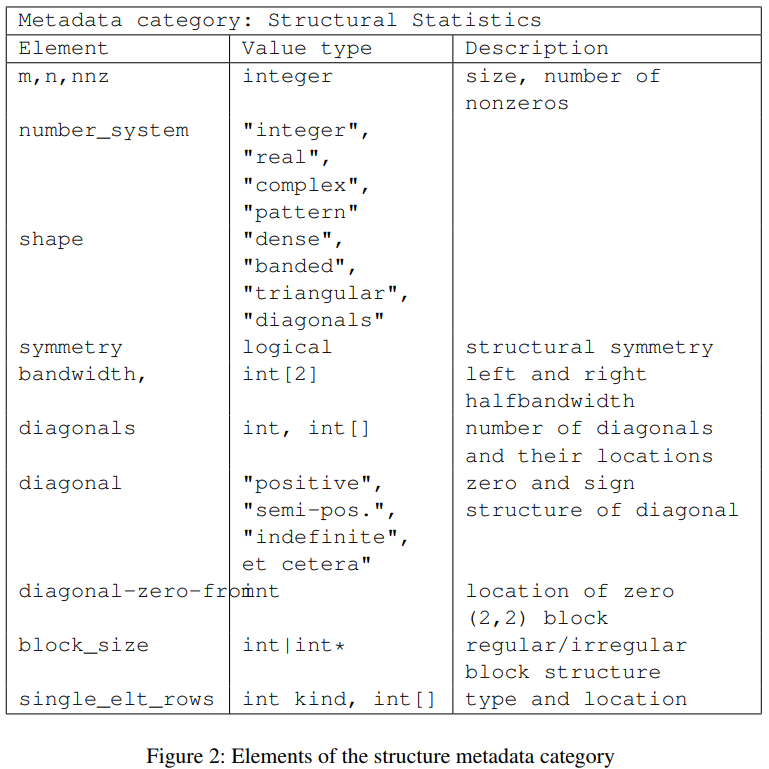 Metadata category: Structural Statistics
Element Value type Description
m,n,nnz integer size, number of
nonzeros
number_system "integer",
"real",
"complex",
"pattern"
shape "dense",
"banded",
"triangular",
"diagonals"
symmetry logical structural symmetry
bandwidth, int[2] left and right
halfbandwidth
diagonals int, int[] number of diagonals
and their locations
diagonal "positive", zero and sign
"semi-pos.", structure of diagonal
"indefinite",
et cetera"
diagonal-zero-from int location of zero
(2,2) block
block_size int|int* regular/irregular
block structure
single_elt_rows int kind, int[] type and location
Figure 2: Elements of the structure metadata category